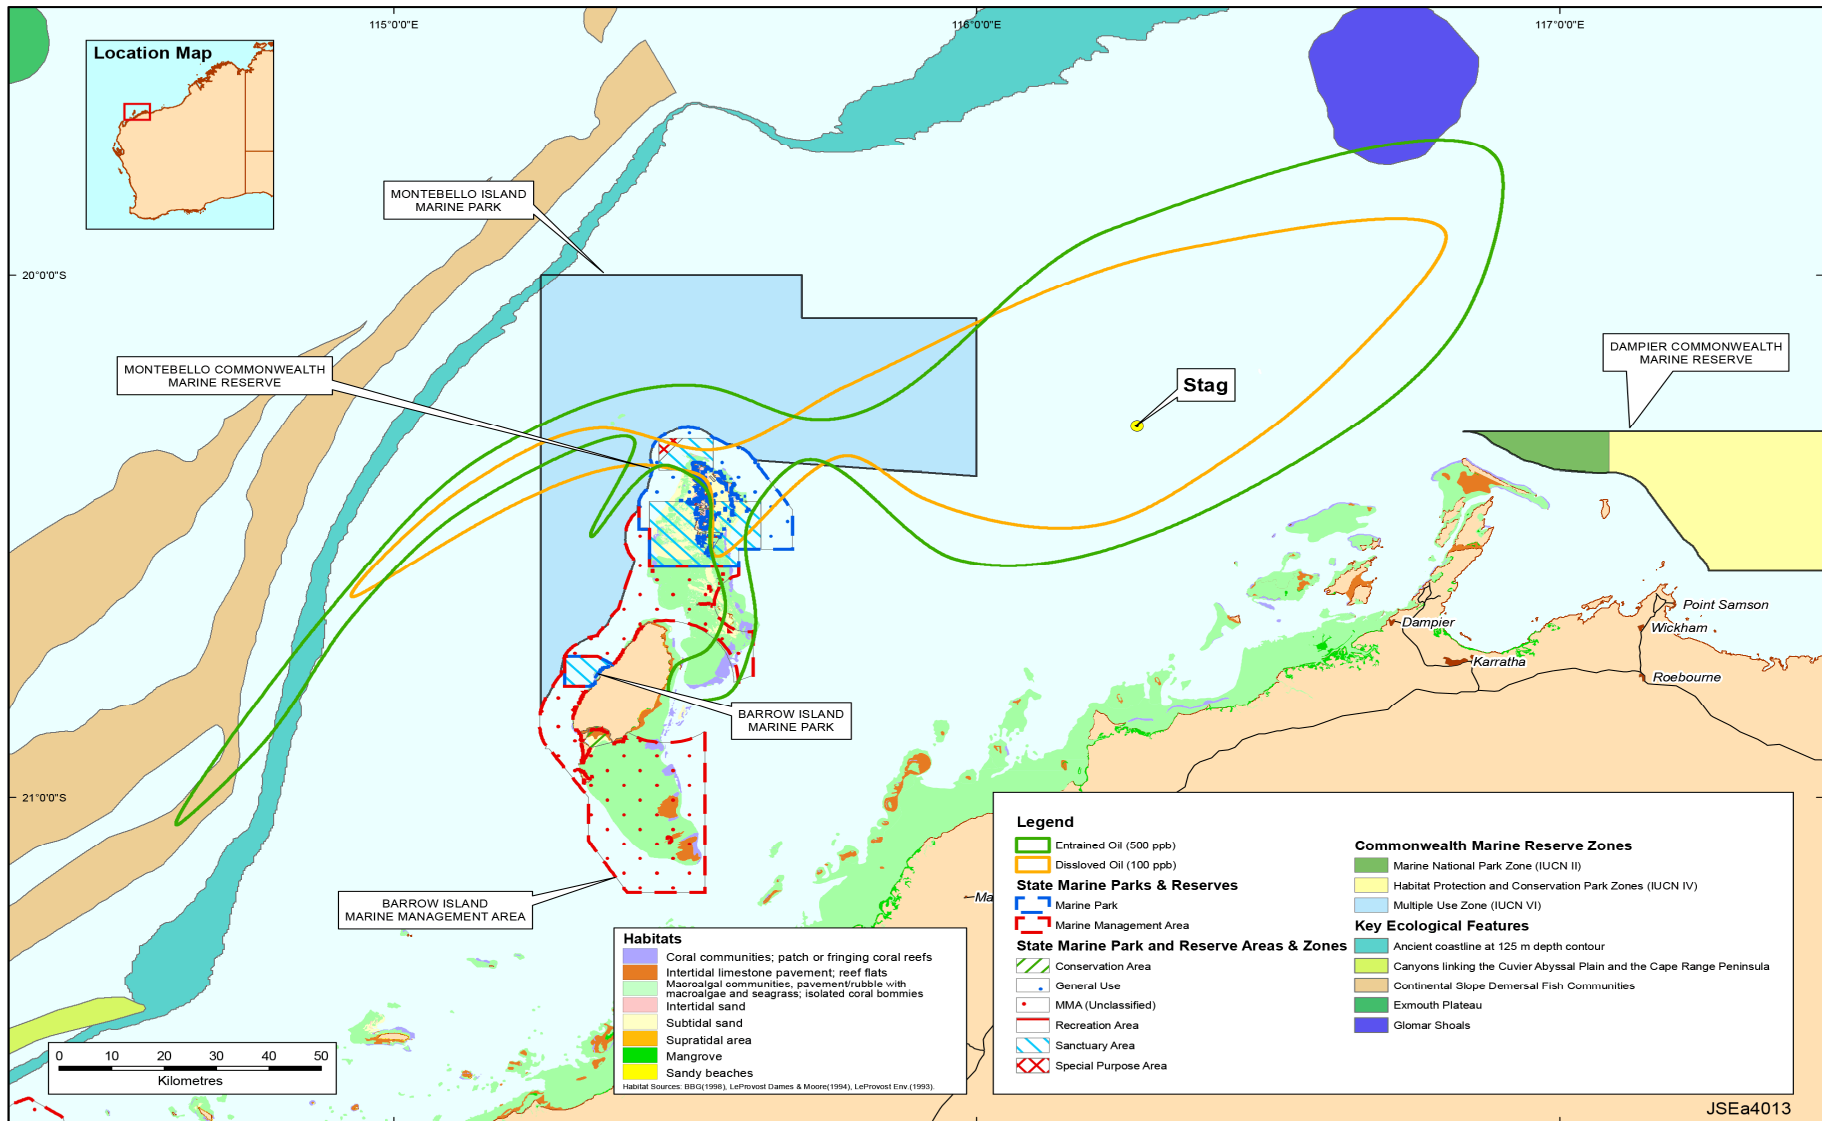 115°0'0"E
116°0'0"E
117°0'0"E
Location Map
MONTEBELLO ISLAND
MARINE PARK
20°0'0"S
MONTEBELLO COMMONWEALTH
MARINE RESERVE
DAMPIER COMMONWEALTH
MARINE RESERVE
Stag
Point Samson
Dampier
Wickham
Karratha
Roebourne
BARROW ISLAND
MARINE PARK
21°0'0"S
BARROW ISLAND
MARINE MANAGEMENT AREA
Ma
Legend
Entrained Oil (500 ppb)
Dissloved Oil (100 ppb)
State Marine Parks & Reserves
Marine Park
Marine Management Area
State Marine Park and Reserve Areas & Zones
Conservation Area
General Use
MMA (Unclassified)
Recreation Area
Sanctuary Area
Special Purpose Area
Commonwealth Marine Reserve Zones
Marine National Park Zone (IUCN II)
Habitat Protection and Conservation Park Zones (IUCN IV)
Multiple Use Zone (IUCN VI)
Key Ecological Features
Ancient coastline at 125 m depth contour
Canyons linking the Cuvier Abyssal Plain and the Cape Range Peninsula
Continental Slope Demersal Fish Communities
Exmouth Plateau
Glomar Shoals
Habitats
Coral communities; patch or fringing coral reefs
Intertidal limestone pavement; reef flats
Macroalgal communities, pavement/rubble with
macroalgae and seagrass; isolated coral bommies
Intertidal sand
Subtidal sand
Supratidal area
Mangrove
Sandy beaches
Habitat Sources: BBG(1998), LeProvost Dames & Moore(1994), LeProvost Env.(1993).
0 10 20 30 40 50
Kilometres
JSEa4013